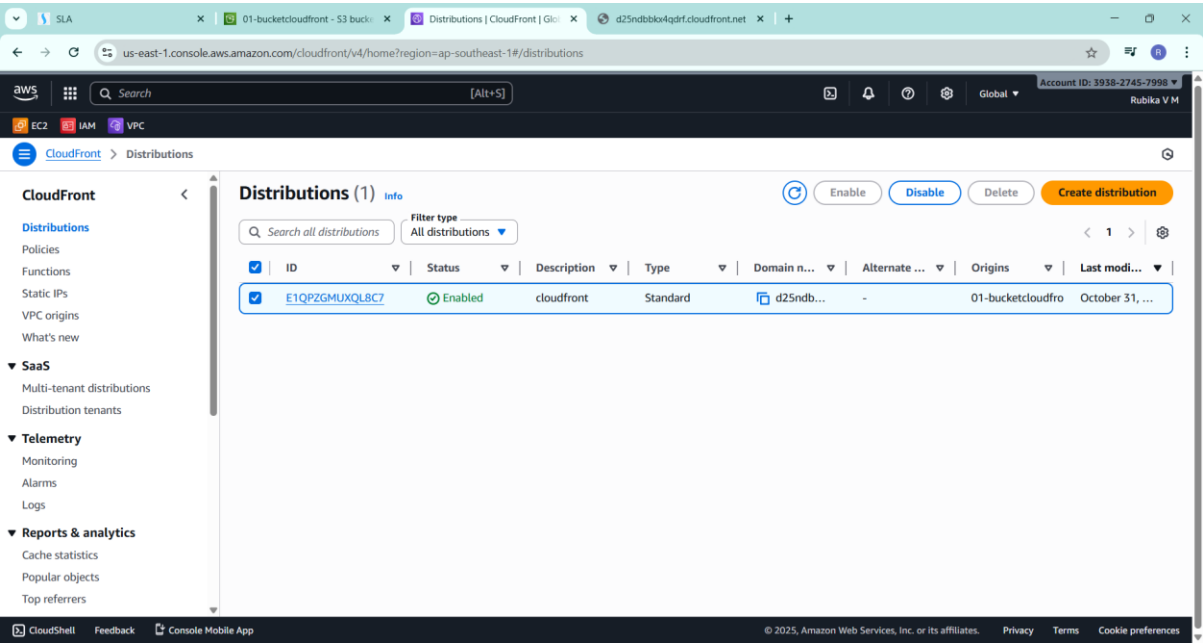 SLA
01-bucketcloudfront - S3 bucke
Distributions | CloudFront | Glo
d25ndbbkx4qdrf.cloudfront.net
us-east-1.console.aws.amazon.com/cloudfront/v4/home?region=ap-southeast-1#/distributions
R
aws
Search [Alt+S]
Global
Account ID: 3938-2745-7998
Rubika V M
EC2 IAM VPC
CloudFront > Distributions
CloudFront
Distributions
Policies
Functions
Static IPs
VPC origins
What's new
SaaS
Multi-tenant distributions
Distribution tenants
Telemetry
Monitoring
Alarms
Logs
Reports & analytics
Cache statistics
Popular objects
Top referrers
Distributions (1) Info
Enable Disable Delete Create distribution
Search all distributions
Filter type
All distributions
1
ID Status Description Type Domain n... Alternate ... Origins Last modi...
E1QPZGMUXQL8C7 Enabled cloudfront Standard d25ndb... - 01-bucketcloudfro October 31, ...
CloudShell Feedback Console Mobile App © 2025, Amazon Web Services, Inc. or its affiliates. Privacy Terms Cookie preferences